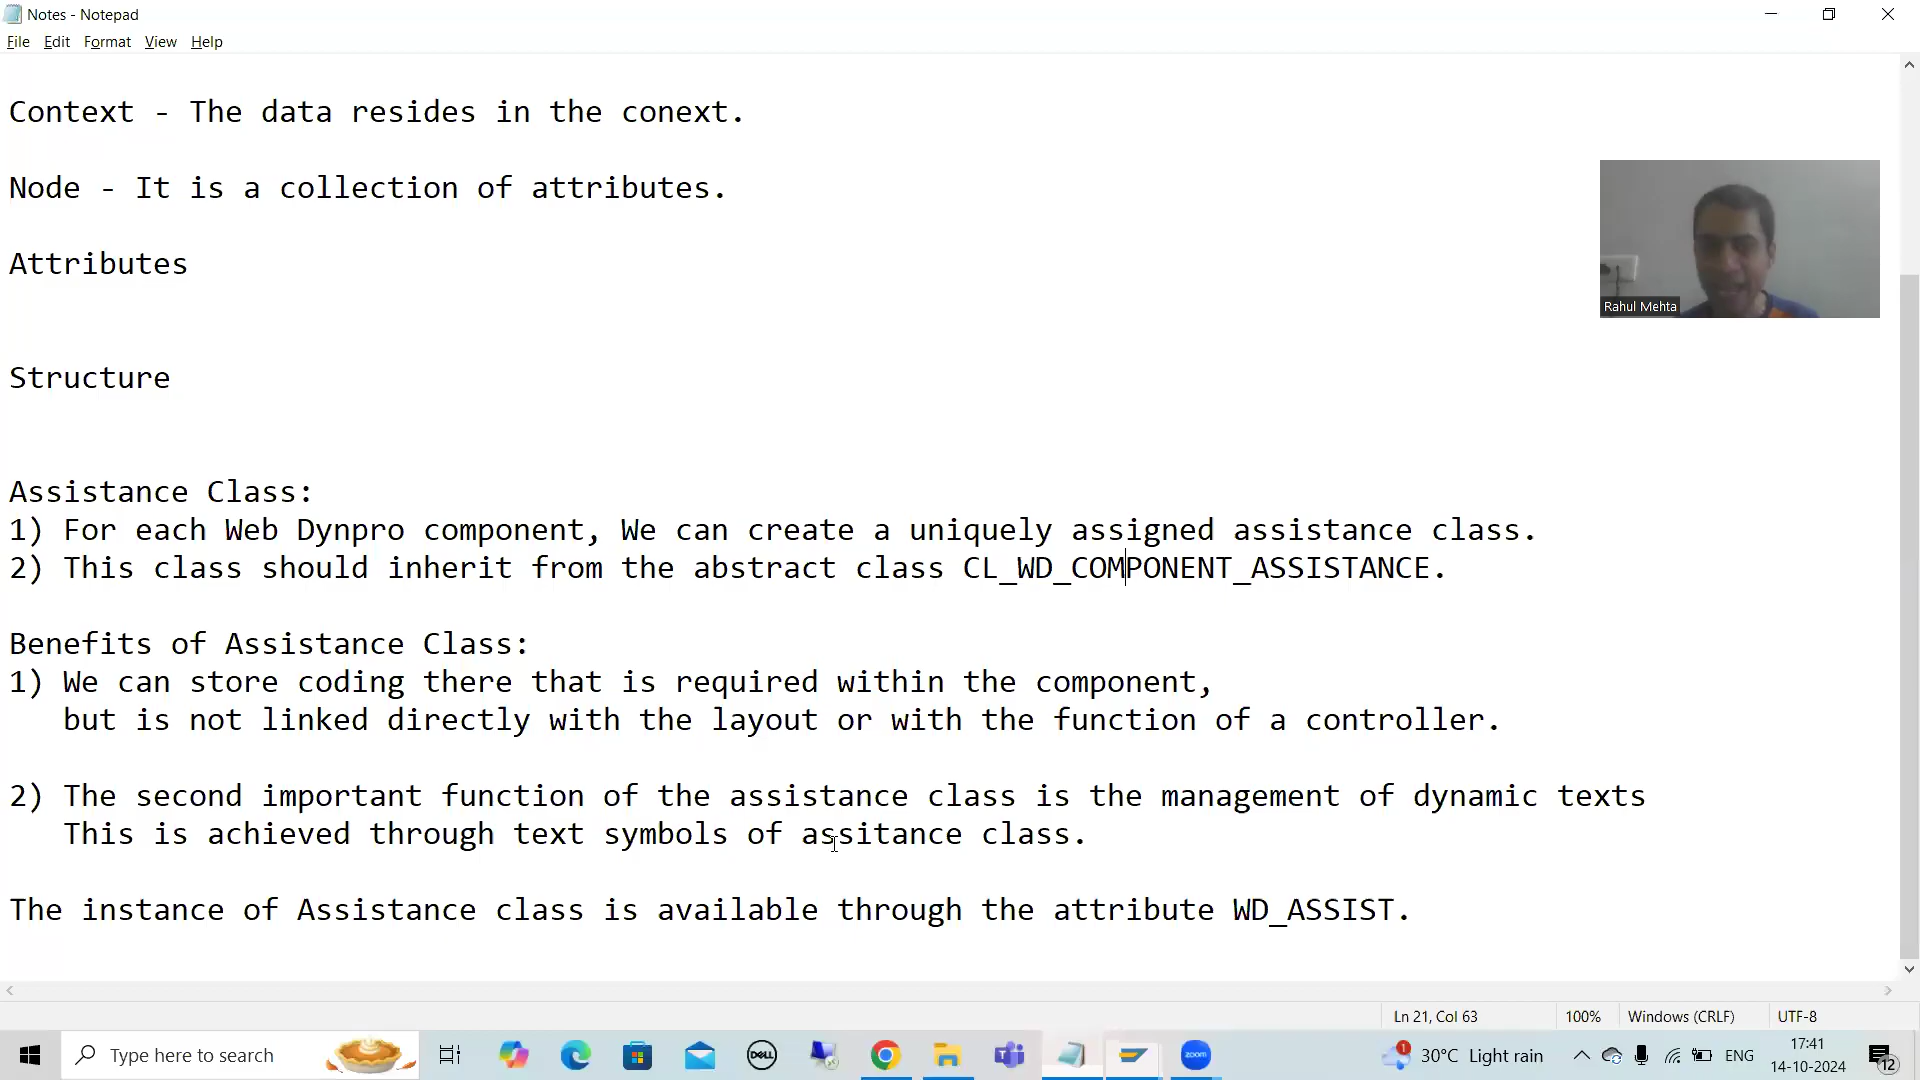 Notes - Notepad
File Edit Format View Help
Context - The data resides in the conext.
Node - It is a collection of attributes.
Attributes
Rahul Mehta
Structure
Assistance Class:
1) For each Web Dynpro component, We can create a uniquely assigned assistance class.
2) This class should inherit from the abstract class CL_WD_COMPONENT_ASSISTANCE.
Benefits of Assistance Class:
1) We can store coding there that is required within the component,
but is not linked directly with the layout or with the function of a controller.
2) The second important function of the assistance class is the management of dynamic texts
This is achieved through text symbols of assitance class.
The instance of Assistance class is available through the attribute WD_ASSIST.
Ln 21, Col 63 100% Windows (CRLF) UTF-8
Type here to search DELL zoom 1 30°C Light rain ENG 17:41 14-10-2024 12